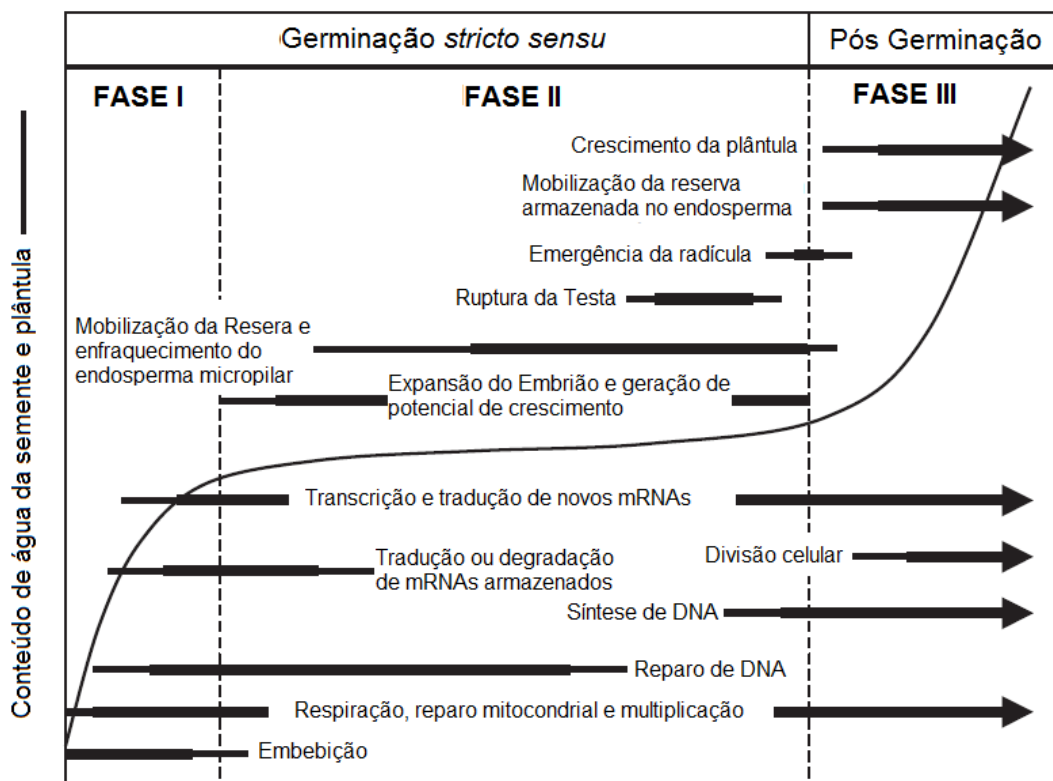 Germinação stricto sensu
Pós Germinação
FASE I
FASE II
FASE III
Conteúdo de água da semente e plântula
Crescimento da plântula
Mobilização da reserva
armazenada no endosperma
Emergência da radícula
Ruptura da Testa
Mobilização da Resera e
enfraquecimento do
endosperma micropilar
Expansão do Embrião e geração de
potencial de crescimento
Transcrição e tradução de novos mRNAs
Tradução ou degradação
de mRNAs armazenados
Divisão celular
Síntese de DNA
Reparo de DNA
Respiração, reparo mitocondrial e multiplicação
Embebição